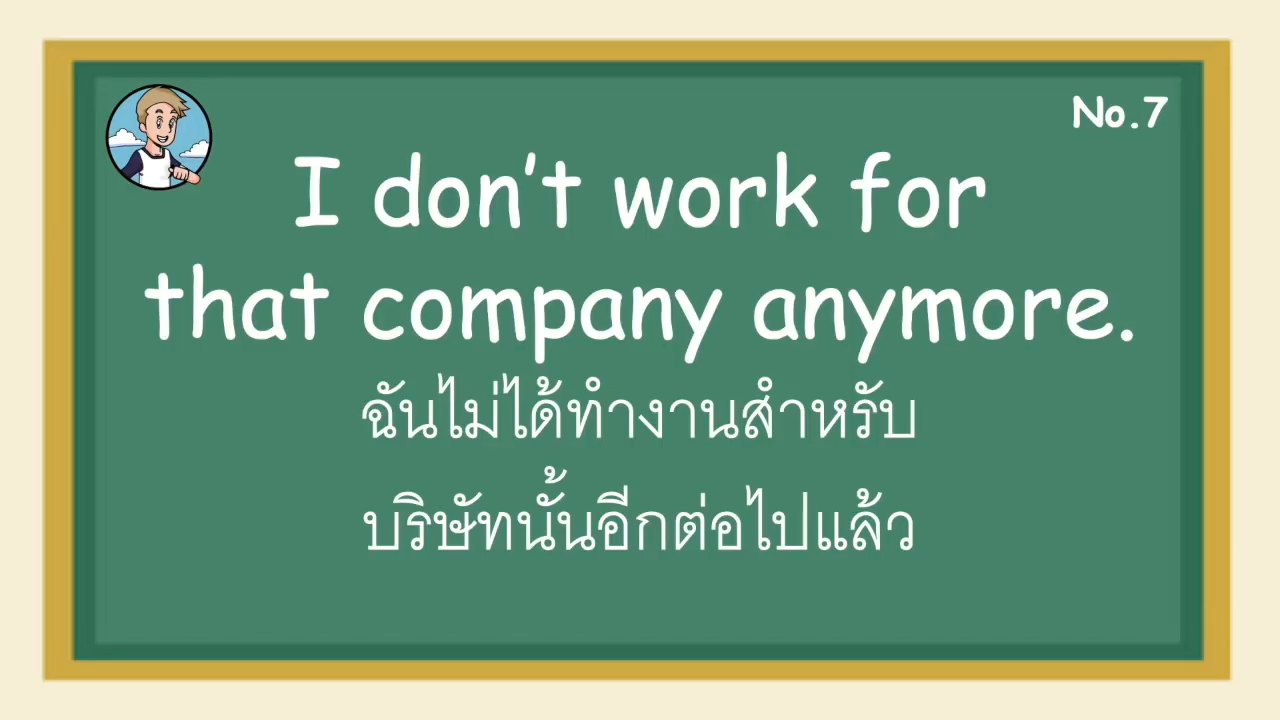 No.7
I don't work for
that company anymore.
ฉันไม่ได้ทำงานสำหรับ
บริษัทนั้นอีกต่อไปแล้ว